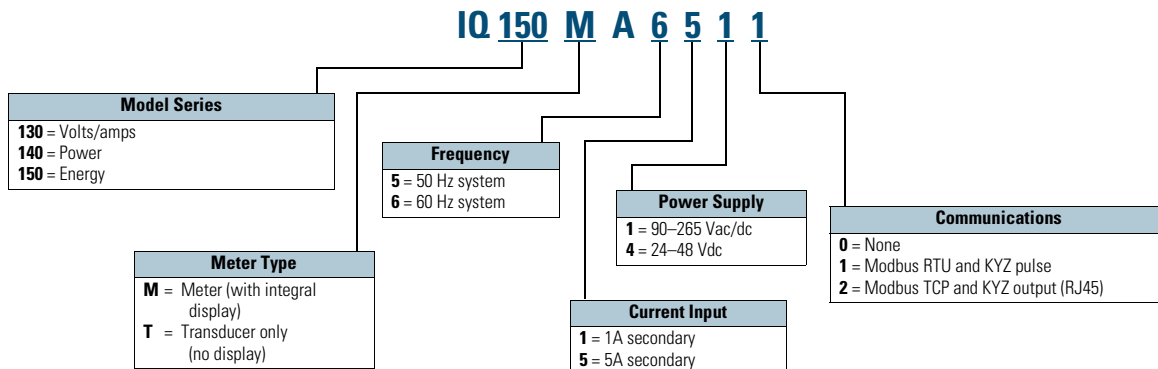 IQ 150 M A 6 5 1 1
Model Series
130 = Volts/amps
140 = Power
150 = Energy
Meter Type
M = Meter (with integral
display)
T = Transducer only
(no display)
Frequency
5 = 50 Hz system
6 = 60 Hz system
Current Input
1 = 1A secondary
5 = 5A secondary
Power Supply
1 = 90–265 Vac/dc
4 = 24–48 Vdc
Communications
0 = None
1 = Modbus RTU and KYZ pulse
2 = Modbus TCP and KYZ output (RJ45)